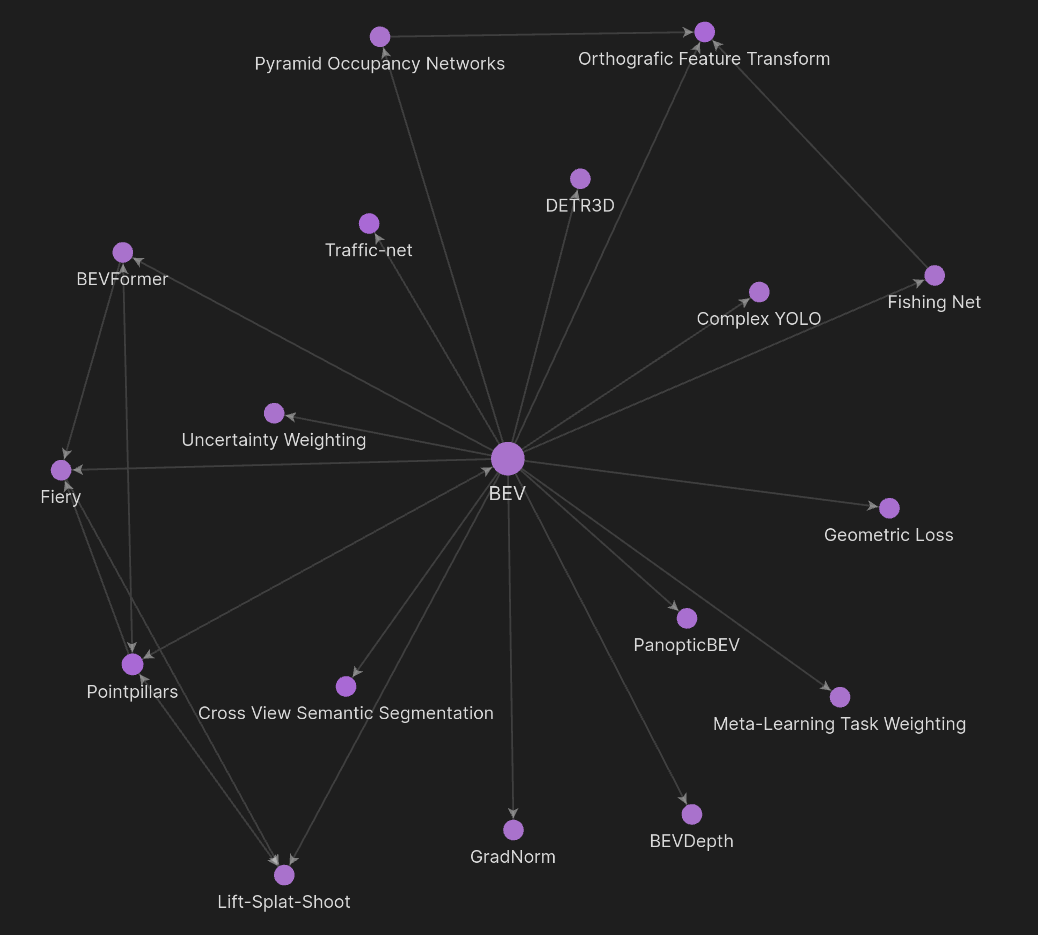 Pyramid Occupancy Networks
Orthografic Feature Transform
DETR3D
Traffic-net
BEVFormer
Fishing Net
Complex YOLO
Uncertainty Weighting
BEV
Fiery
Geometric Loss
PanopticBEV
Pointpillars
Cross View Semantic Segmentation
Meta-Learning Task Weighting
BEVDepth
GradNorm
Lift-Splat-Shoot